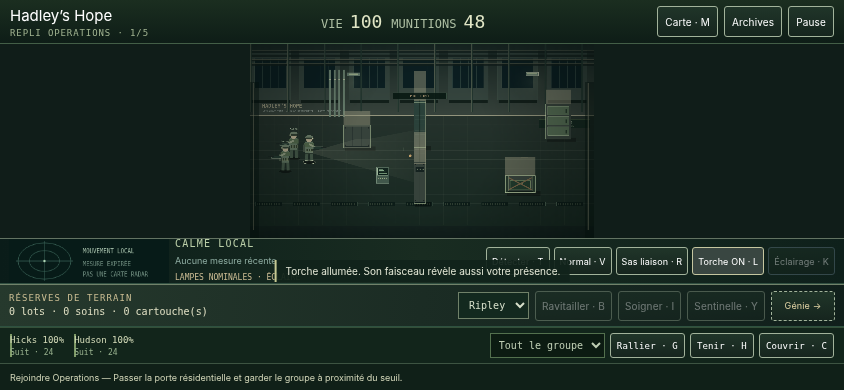 Hadley's Hope
REPLI OPERATIONS · 1/5
VIE 100 MUNITIONS 48
Carte · M
Archives
Pause
HADLEY'S HOPE
MOUVEMENT LOCAL
MESURE EXPIRÉE
PAS UNE CARTE RADAR
CALME LOCAL
Aucune mesure récente
LAMPES NOMINALES ·
Normal · V
Sas liaison · R
Torche ON · L
Éclairage · K
Torche allumée. Son faisceau révèle aussi votre présence.
RÉSERVES DE TERRAIN
0 lots · 0 soins · 0 cartouche(s)
Ripley
Ravitailler · B
Soigner · I
Sentinelle · Y
Génie →
Hicks 100%
Suit · 24
Hudson 100%
Suit · 24
Tout le groupe
Rallier · G
Tenir · H
Couvrir · C
Rejoindre Operations — Passer la porte résidentielle et garder le groupe à proximité du seuil.